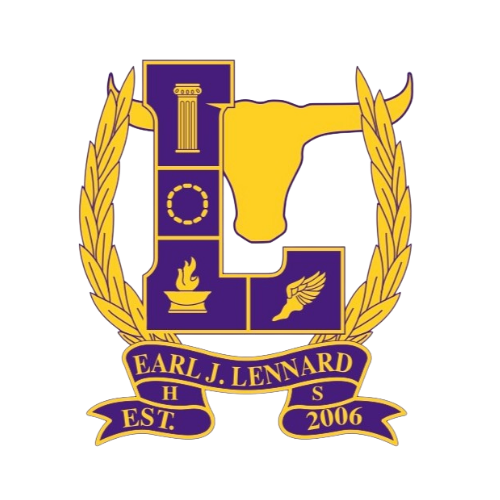 L
EARL J. LENNARD
H S
EST. 2006